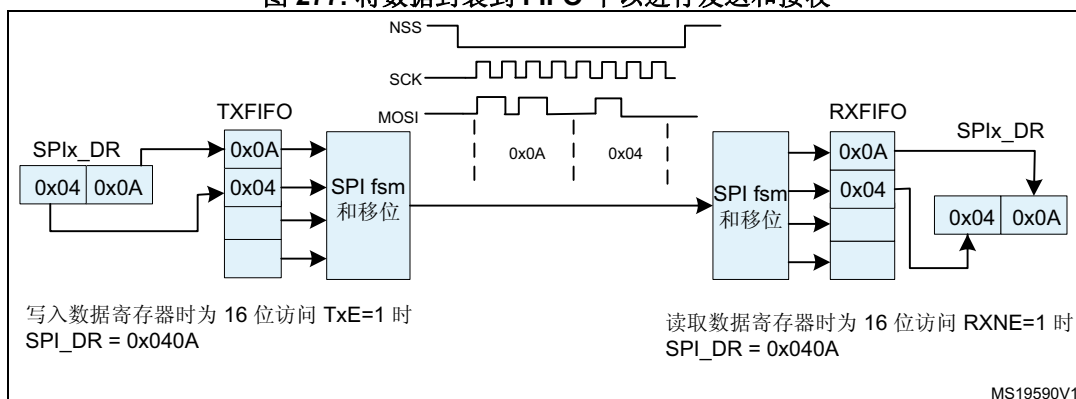 图 277. 将数据封装到 FIFO 中以进行发送和接收
NSS
SCK
MOSI
TXFIFO
RXFIFO
SPIx_DR
SPIx_DR
0x0A
0x0A
0x04
0x0A
0x04
0x0A
0x04
SPI fsm
和移位
SPI fsm
和移位
0x04
0x04 0x0A
写入数据寄存器时为 16 位访问 TxE=1 时
SPI_DR = 0x040A
读取数据寄存器时为 16 位访问 RXNE=1 时
SPI_DR = 0x040A
MS19590V1